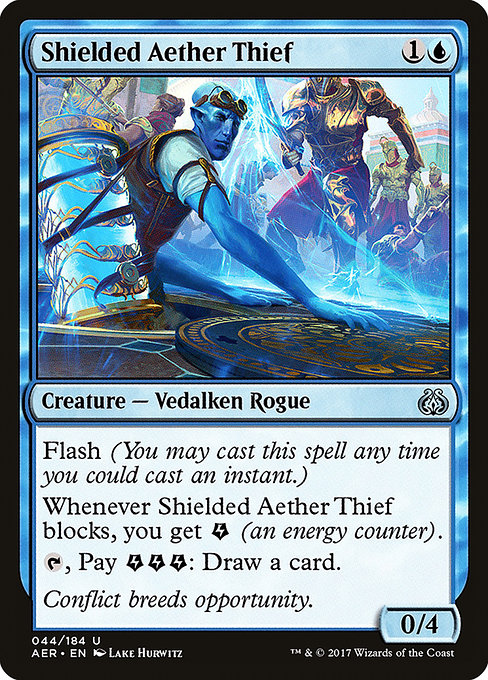 Shielded Aether Thief 1
Creature — Vedalken Rogue
Flash (You may cast this spell any time
you could cast an instant.)
Whenever Shielded Aether Thief
blocks, you get (an energy counter).
, Pay : Draw a card.
Conflict breeds opportunity.
0/4
044/184 U
AER • EN Lake Hurwitz
™ & © 2017 Wizards of the Coast